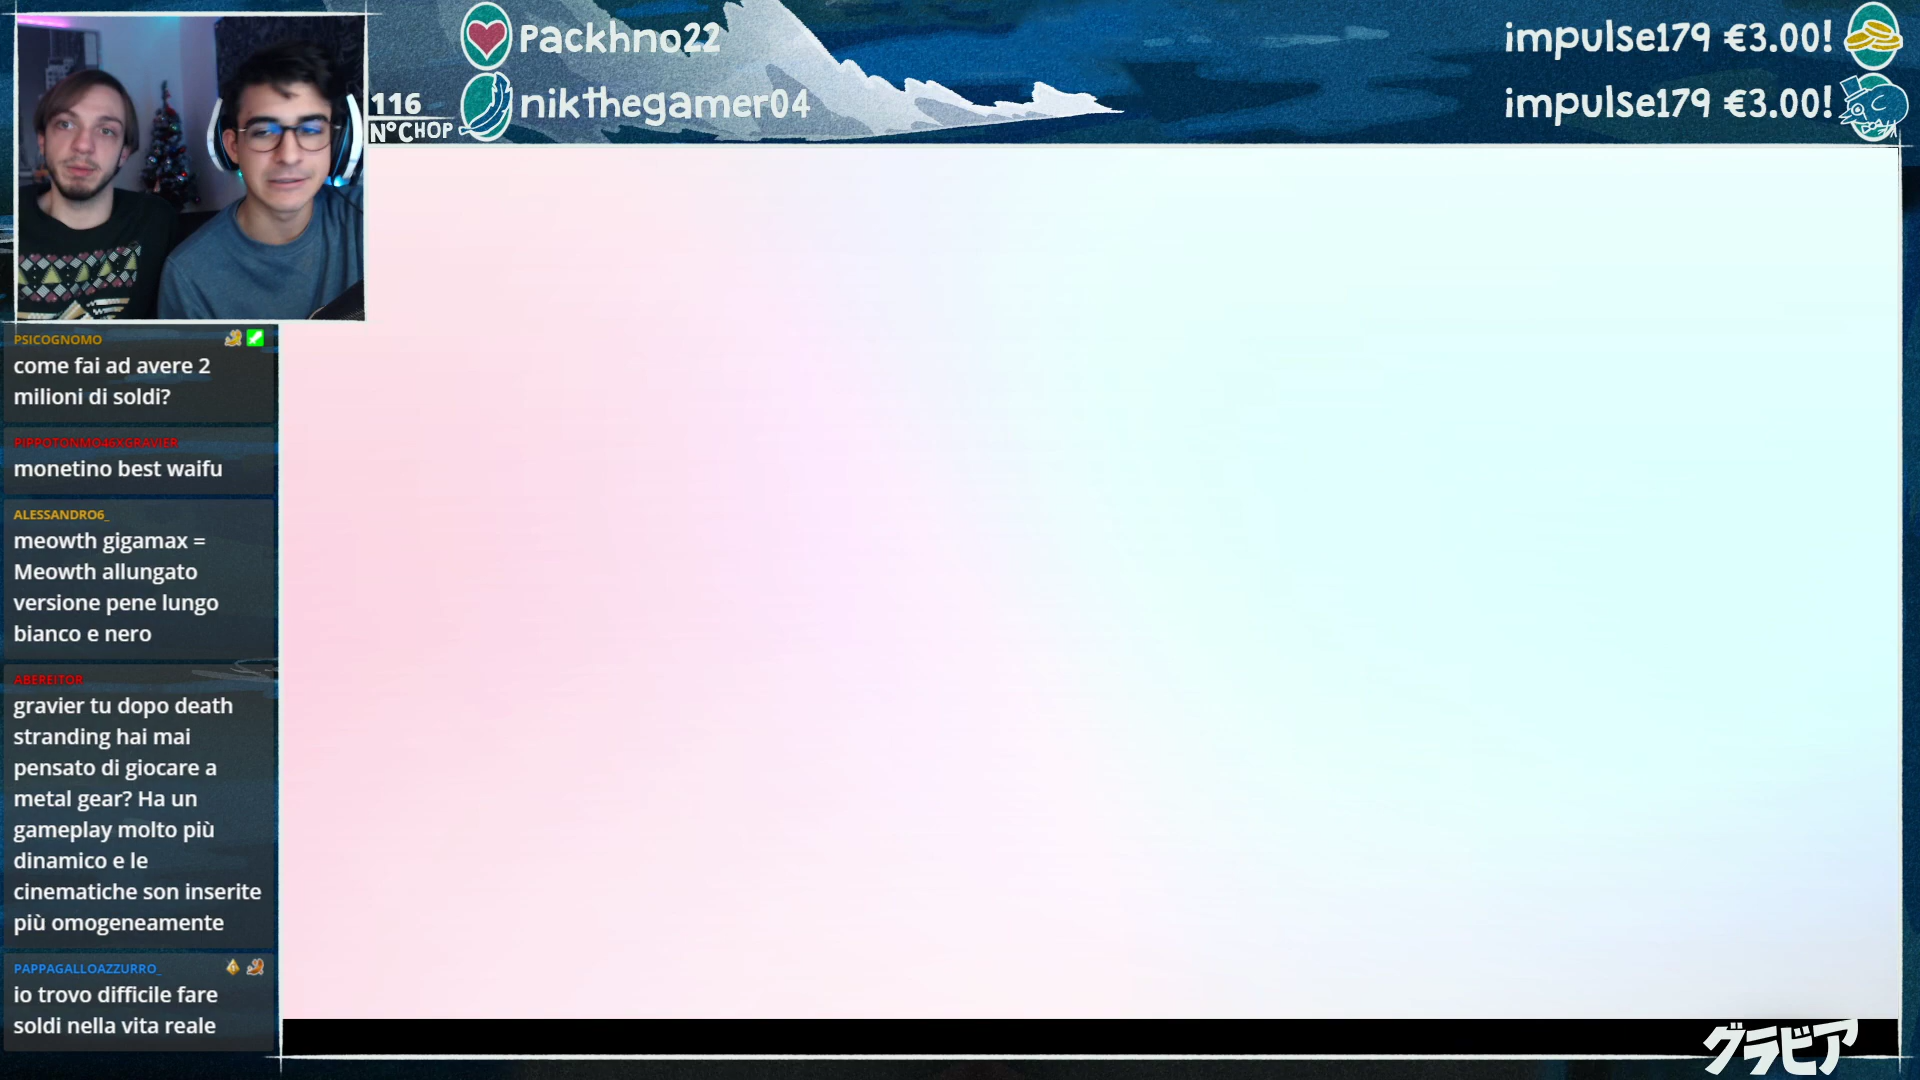 Packhno22
nikthegamer04
116
N°CHOP
impulse179 €3.00!
impulse179 €3.00!
PSICOGNOMO
come fai ad avere 2
milioni di soldi?
PIPPOTONMO46XGRAVIER
monetino best waifu
ALESSANDRO6_
meowth gigamax =
Meowth allungato
versione pene lungo
bianco e nero
ABEREITOR
gravier tu dopo death
stranding hai mai
pensato di giocare a
metal gear? Ha un
gameplay molto più
dinamico e le
cinematiche son inserite
più omogeneamente
PAPPAGALLOAZZURRO_
io trovo difficile fare
soldi nella vita reale
グラビア